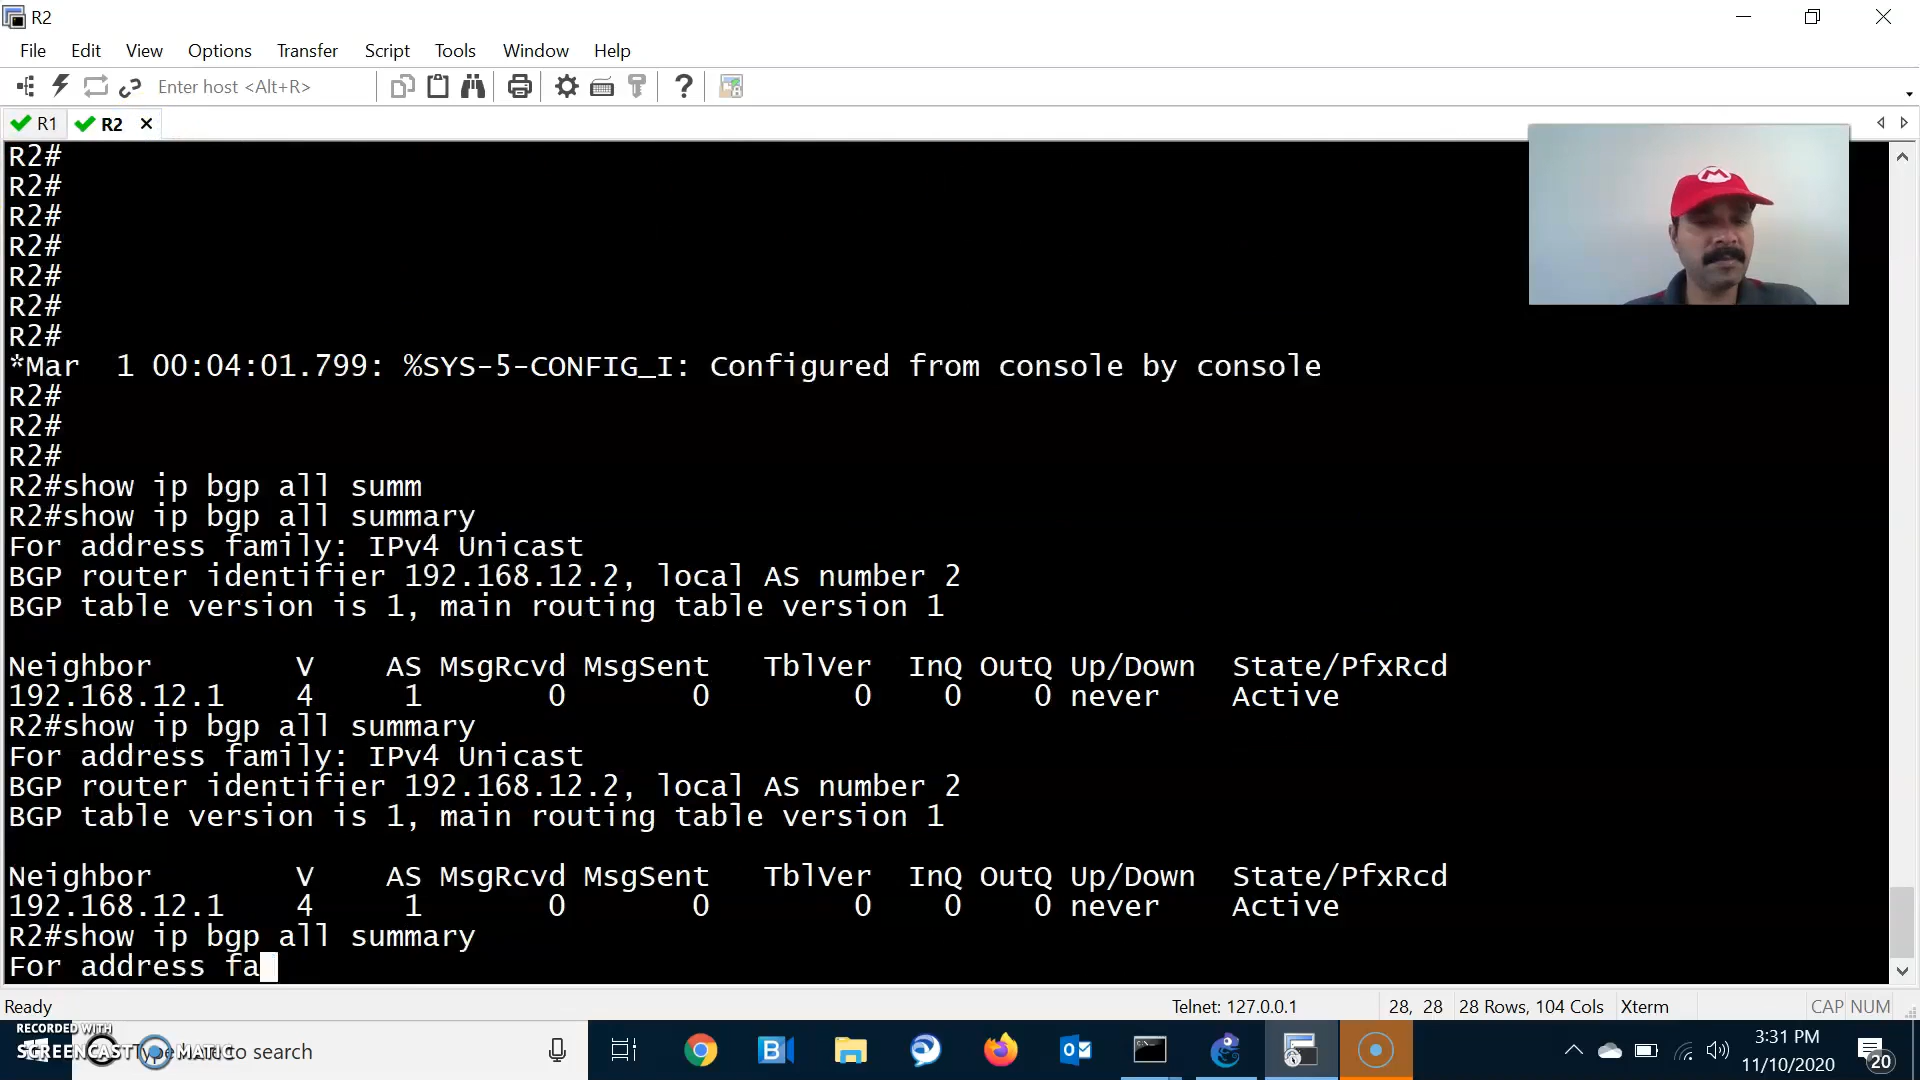 R2
File Edit View Options Transfer Script Tools Window Help
Enter host <Alt+R>
R1 R2
R2#
R2#
R2#
R2#
R2#
R2#
R2#
*Mar  1 00:04:01.799: %SYS-5-CONFIG_I: Configured from console by console
R2#
R2#
R2#
R2#show ip bgp all summ
R2#show ip bgp all summary
For address family: IPv4 Unicast
BGP router identifier 192.168.12.2, local AS number 2
BGP table version is 1, main routing table version 1
Neighbor V AS MsgRcvd MsgSent TblVer InQ OutQ Up/Down State/PfxRcd
192.168.12.1 4 1 0 0 0 0 0 never Active
R2#show ip bgp all summary
For address family: IPv4 Unicast
BGP router identifier 192.168.12.2, local AS number 2
BGP table version is 1, main routing table version 1
Neighbor V AS MsgRcvd MsgSent TblVer InQ OutQ Up/Down State/PfxRcd
192.168.12.1 4 1 0 0 0 0 0 never Active
R2#show ip bgp all summary
For address fa
Ready Telnet: 127.0.0.1 28, 28 28 Rows, 104 Cols Xterm CAP NUM
RECORDED WITH
SCREENCAST MATIC
to search
3:31 PM
11/10/2020
20